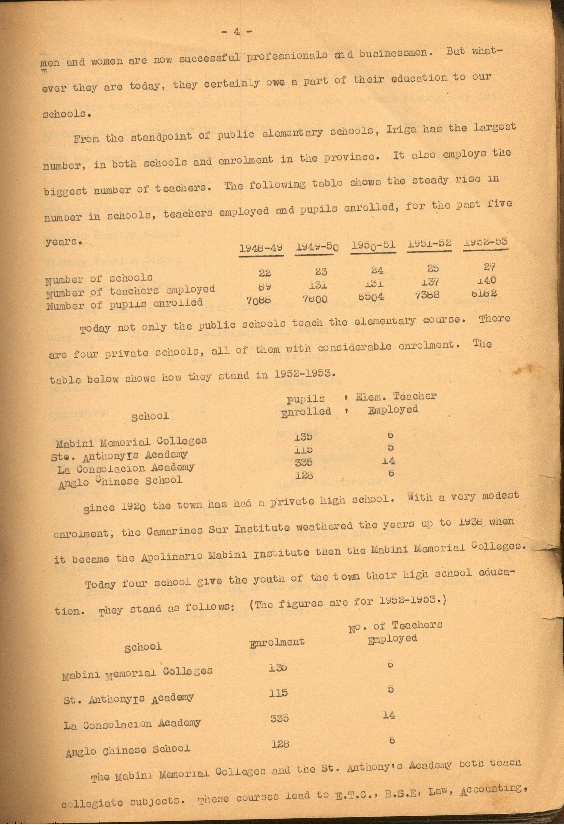 - 4 -
men and women are now successful professionals and businessmen. But what-
ever they are today, they certainly owe a part of their education to our
schools.
From the standpoint of public elementary schools, Iriga has the largest
number, in both schools and enrolment in the province. It also employs the
biggest number of teachers. The following table shows the steady rise in
number in schools, teachers employed and pupils enrolled, for the past five
years.
1948-49 1949-50 1950-51 1951-52 1952-53
Number of schools 22 23 24 25 27
Number of teachers employed 89 131 131 137 140
Number of pupils enrolled 7088 7800 6504 7388 8182
Today not only the public schools teach the elementary course. There
are four private schools, all of them with considerable enrolment. The
table below shows how they stand in 1952-1953.
Pupils ' Elem. Teacher
School Enrolled ' Employed
Mabini Memorial Colleges 135 6
Ste. Anthonyis Academy 115 5
La Consolacion Academy 335 14
Anglo Chinese School 128 6
Since 1920 the town has had a private high school. With a very modest
enrolment, the Camarines Sur Institute weathered the years up to 1938 when
it became the Apolinario Mabini Institute then the Mabini Memorial Colleges.
Today four school give the youth of the town their high school educa-
tion. They stand as follows; (The figures are for 1952-1953.)
No. of Teachers
School Enrolment Employed
Mabini Memorial Colleges 135 6
St. Anthonyis Academy 115 5
La Consolacion Academy 335 14
Anglo Chinese School 128 6
The Mabini Memorial Colleges and the St. Anthony's Academy both teach
collegiate subjects. These courses lead to E.T.C., B.S.E, Law, Accounting,